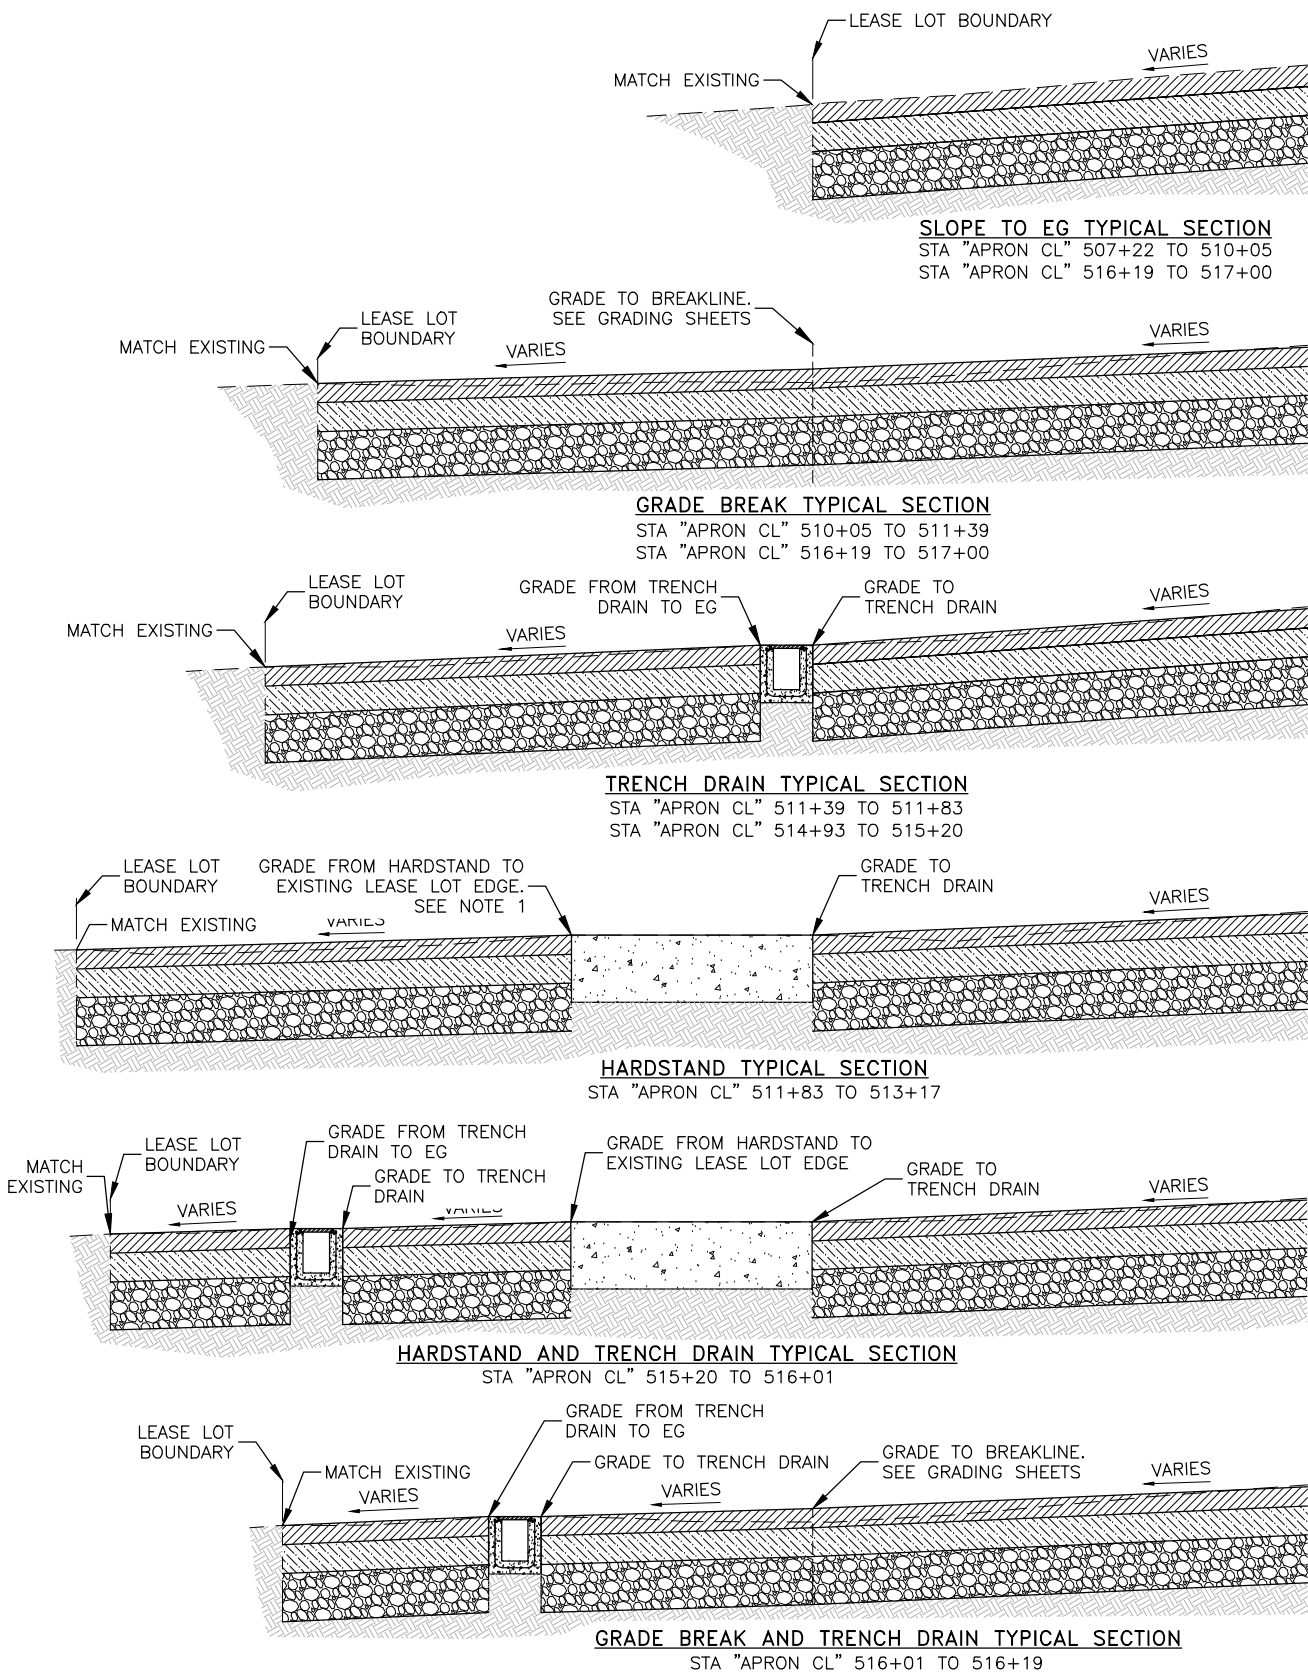 LEASE LOT BOUNDARY
VARIES
MATCH EXISTING
SLOPE TO EG TYPICAL SECTION
STA "APRON CL" 507+22 TO 510+05
STA "APRON CL" 516+19 TO 517+00
GRADE TO BREAKLINE.
SEE GRADING SHEETS
LEASE LOT
BOUNDARY
MATCH EXISTING
VARIES
VARIES
GRADE BREAK TYPICAL SECTION
STA "APRON CL" 510+05 TO 511+39
STA "APRON CL" 516+19 TO 517+00
LEASE LOT
BOUNDARY
GRADE FROM TRENCH
DRAIN TO EG
GRADE TO
TRENCH DRAIN
VARIES
MATCH EXISTING
VARIES
TRENCH DRAIN TYPICAL SECTION
STA "APRON CL" 511+39 TO 511+83
STA "APRON CL" 514+93 TO 515+20
LEASE LOT
BOUNDARY
GRADE FROM HARDSTAND TO
EXISTING LEASE LOT EDGE.
SEE NOTE 1
GRADE TO
TRENCH DRAIN
VARIES
MATCH EXISTING
VARIES
HARDSTAND TYPICAL SECTION
STA "APRON CL" 511+83 TO 513+17
MATCH
EXISTING
LEASE LOT
BOUNDARY
GRADE FROM TRENCH
DRAIN TO EG
GRADE TO TRENCH
DRAIN
GRADE FROM HARDSTAND TO
EXISTING LEASE LOT EDGE
GRADE TO
TRENCH DRAIN
VARIES
VARIES
VARIES
HARDSTAND AND TRENCH DRAIN TYPICAL SECTION
STA "APRON CL" 515+20 TO 516+01
LEASE LOT
BOUNDARY
GRADE FROM TRENCH
DRAIN TO EG
MATCH EXISTING
GRADE TO TRENCH DRAIN
GRADE TO BREAKLINE.
SEE GRADING SHEETS
VARIES
VARIES
VARIES
GRADE BREAK AND TRENCH DRAIN TYPICAL SECTION
STA "APRON CL" 516+01 TO 516+19